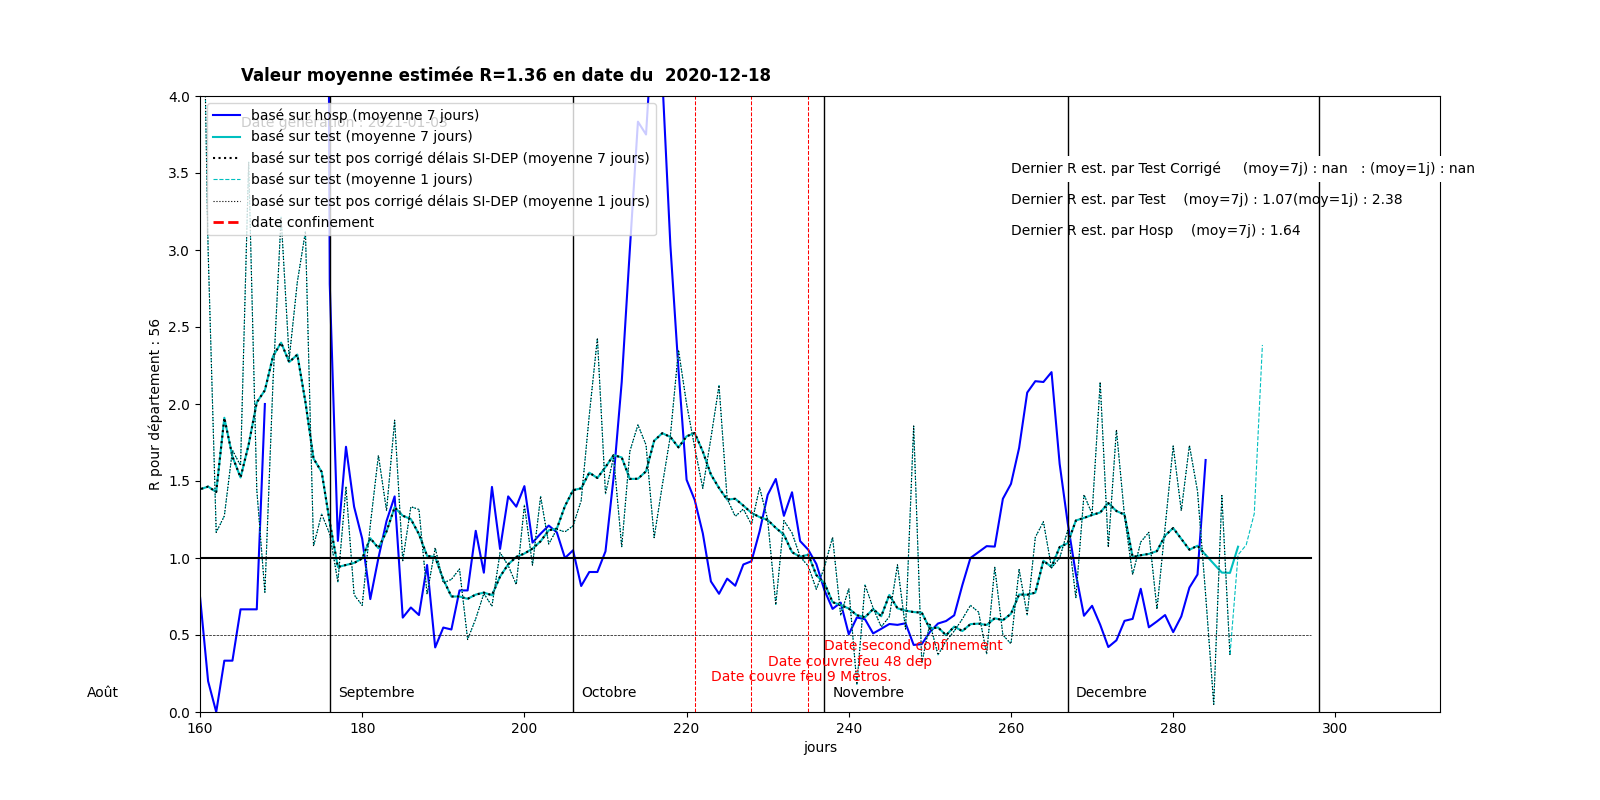 Valeur moyenne estimée R=1.36 en date du  2020-12-18
Date génération : 2021-01-03
basé sur hosp (moyenne 7 jours)
basé sur test (moyenne 7 jours)
basé sur test pos corrigé délais SI-DEP (moyenne 7 jours)
basé sur test (moyenne 1 jours)
basé sur test pos corrigé délais SI-DEP (moyenne 1 jours)
date confinement
Dernier R est. par Test Corrigé     (moy=7j) : nan   : (moy=1j) : nan
Dernier R est. par Test    (moy=7j) : 1.07(moy=1j) : 2.38
Dernier R est. par Hosp    (moy=7j) : 1.64
R pour département : 56
4.0
3.5
3.0
2.5
2.0
1.5
1.0
0.5
0.0
Date second confinement
Date couvre feu 48 dep
Date couvre feu 9 Métros.
Août
Septembre
Octobre
Novembre
Decembre
160
180
200
220
240
260
280
300
jours